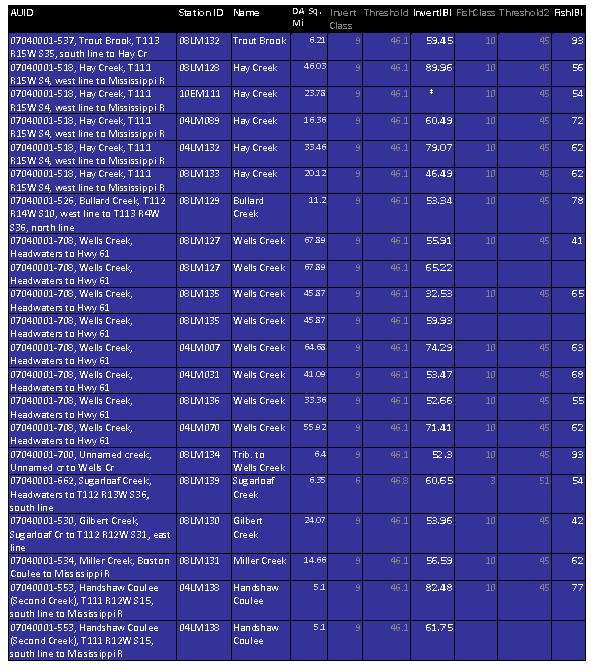 AUID Station ID Name DA Sq. Mi Invert Class Threshold InvertIBI FishClass Threshold2 FishIBI
07040001-537, Trout Brook, T113 08LM132 Trout Brook 6.21 9 46.1 59.45 10 45 93
R15W S35, south line to Hay Cr
07040001-518, Hay Creek, T111 08LM128 Hay Creek 46.03 9 46.1 89.96 10 45 56
R15W S4, west line to Mississippi R
07040001-518, Hay Creek, T111 10EM111 Hay Creek 23.78 9 46.1 * 10 45 54
R15W S4, west line to Mississippi R
07040001-518, Hay Creek, T111 04LM089 Hay Creek 16.36 9 46.1 60.49 10 45 72
R15W S4, west line to Mississippi R
07040001-518, Hay Creek, T111 04LM132 Hay Creek 33.46 9 46.1 79.07 10 45 62
R15W S4, west line to Mississippi R
07040001-518, Hay Creek, T111 08LM133 Hay Creek 20.12 9 46.1 46.49 10 45 62
R15W S4, west line to Mississippi R
07040001-526, Bullard Creek, T112 08LM129 Bullard 11.2 9 46.1 53.34 10 45 78
R14W S10, west line to T113 R4W Creek
S36, north line
07040001-708, Wells Creek, 08LM127 Wells Creek 67.89 9 46.1 55.91 10 45 41
Headwaters to Hwy 61
07040001-708, Wells Creek, 08LM127 Wells Creek 67.89 9 46.1 65.22
Headwaters to Hwy 61
07040001-708, Wells Creek, 08LM135 Wells Creek 45.87 9 46.1 32.53 10 45 65
Headwaters to Hwy 61
07040001-708, Wells Creek, 08LM135 Wells Creek 45.87 9 46.1 59.93
Headwaters to Hwy 61
07040001-708, Wells Creek, 04LM007 Wells Creek 64.68 9 46.1 74.29 10 45 63
Headwaters to Hwy 61
07040001-708, Wells Creek, 04LM031 Wells Creek 41.09 9 46.1 53.47 10 45 68
Headwaters to Hwy 61
07040001-708, Wells Creek, 08LM136 Wells Creek 33.36 9 46.1 52.66 10 45 55
Headwaters to Hwy 61
07040001-708, Wells Creek, 04LM070 Wells Creek 55.92 9 46.1 71.41 10 45 62
Headwaters to Hwy 61
07040001-700, Unnamed creek, 08LM134 Trib. to 6.4 9 46.1 52.3 10 45 93
Unnamed cr to Wells Cr Wells Creek
07040001-662, Sugarloaf Creek, 08LM139 Sugarloaf 6.35 6 46.8 60.65 3 51 54
Headwaters to T112 R13W S36, Creek
south line
07040001-530, Gilbert Creek, 08LM130 Gilbert 24.07 9 46.1 53.96 10 45 42
Sugarloaf Cr to T112 R12W S31, east Creek
line
07040001-534, Miller Creek, Boston 08LM131 Miller Creek 14.66 9 46.1 56.59 10 45 62
Coulee to Mississippi R
07040001-553, Handshaw Coulee 04LM138 Handshaw 5.1 9 46.1 82.48 10 45 77
(Second Creek), T111 R12W S15, Coulee
south line to Mississippi R
07040001-553, Handshaw Coulee 04LM138 Handshaw 5.1 9 46.1 61.75
(Second Creek), T111 R12W S15, Coulee
south line to Mississippi R